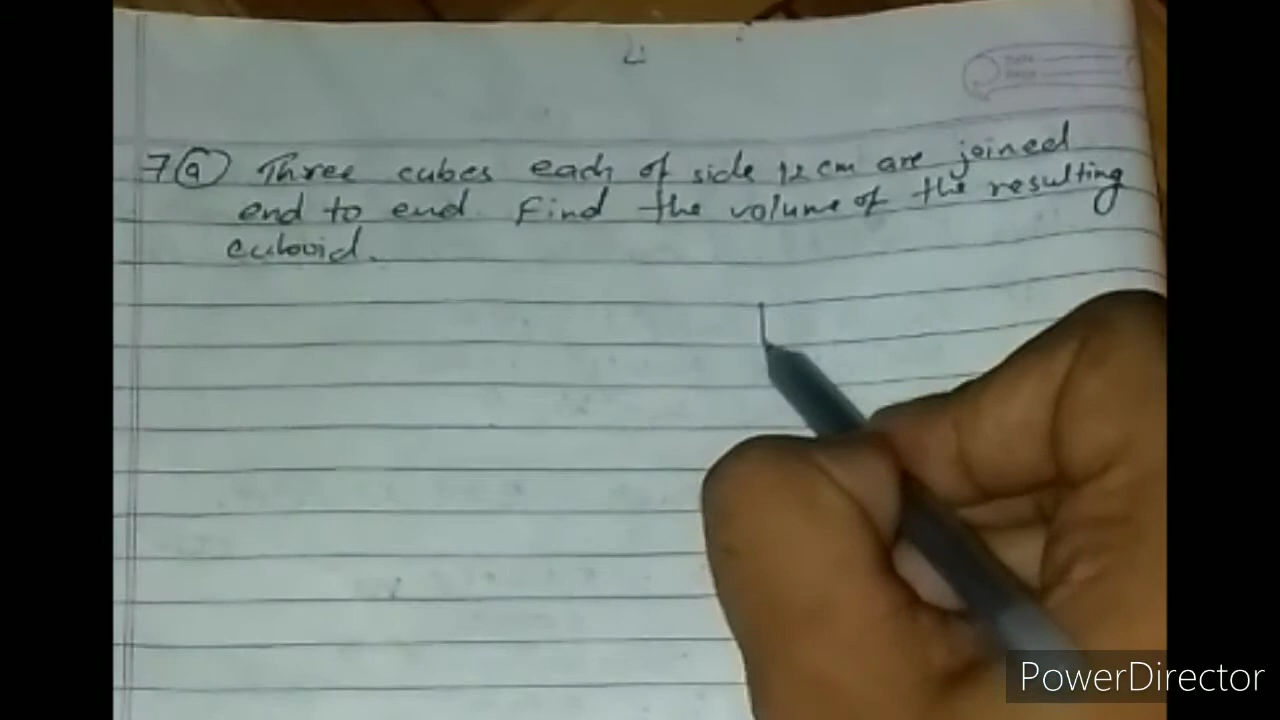 7 (a) Three cubes each of side 12 cm are joined
end to end. Find the volume of the resulting
cuboid.
PowerDirector